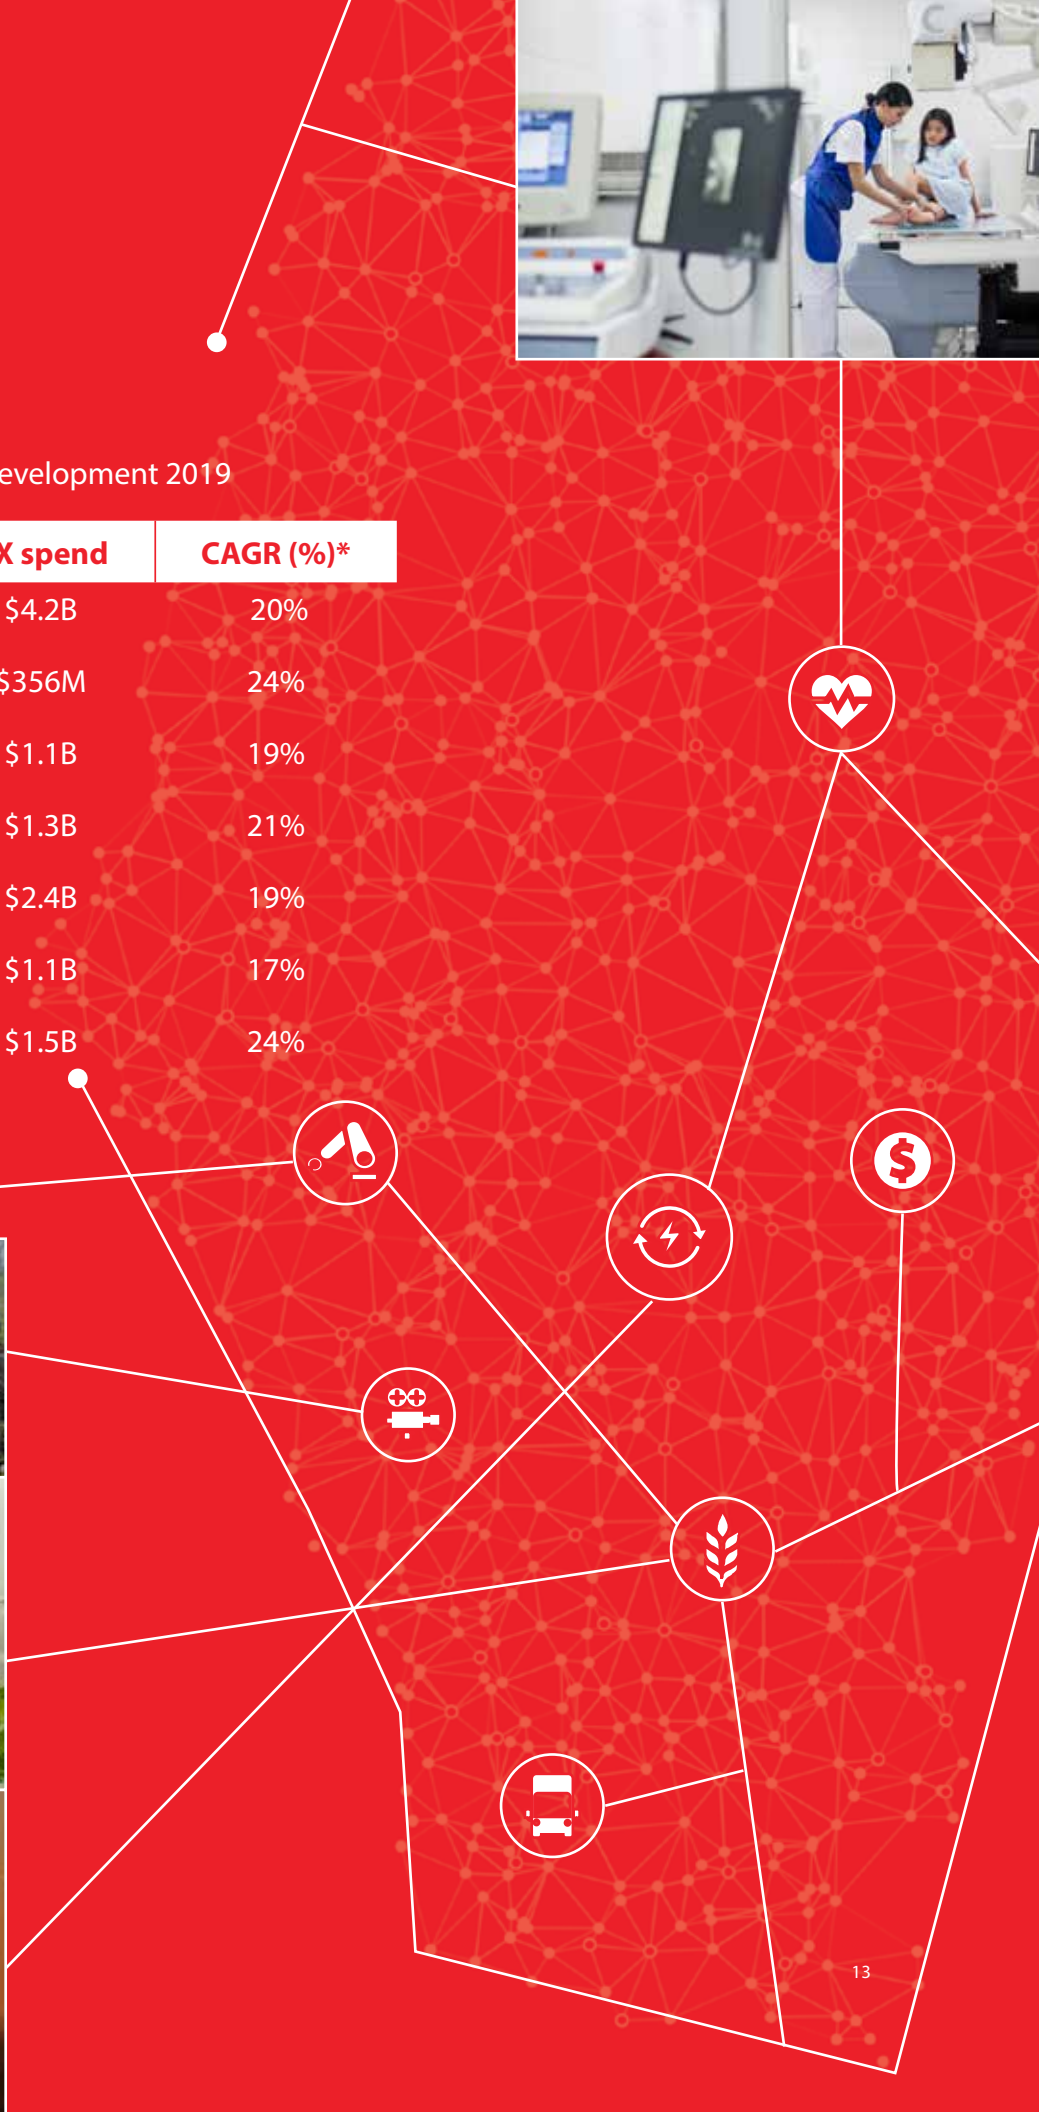 evelopment 2019
X spend CAGR (%)*
$4.2B 20%
$356M 24%
$1.1B 19%
$1.3B 21%
$2.4B 19%
$1.1B 17%
$1.5B 24%
13